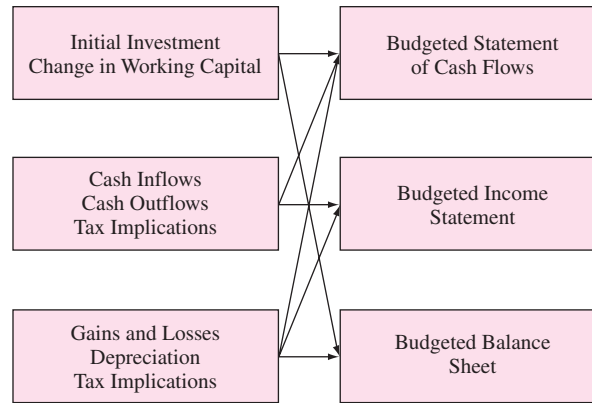 Initial Investment
Change in Working Capital
Budgeted Statement
of Cash Flows
Cash Inflows
Cash Outflows
Tax Implications
Budgeted Income
Statement
Gains and Losses
Depreciation
Tax Implications
Budgeted Balance
Sheet